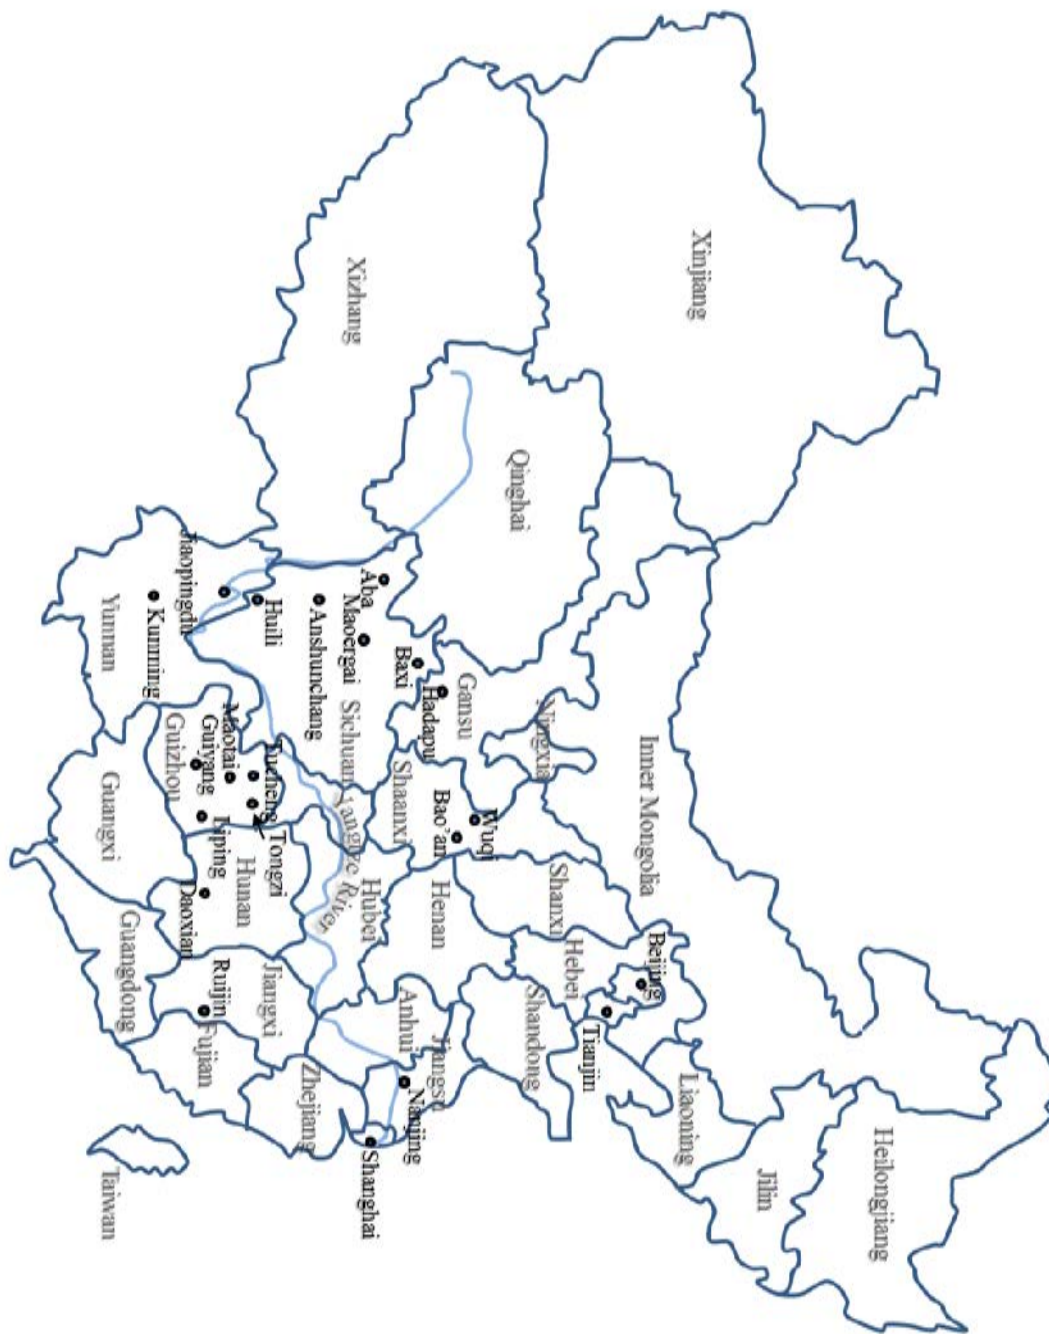 Xinjiang
Xizhang
Qinghai
Inner Mongolia
Heilongjiang
Jilin
Liaoning
Beijing
Tianjin
Hebei
Shanxi
Shandong
Ningxia
Gansu
Wuqi
Bao'an
Shaanxi
Henan
Hadapu
Baxi
Aba
Maoergai
Sichuan
Anshunchang
Huili
Jiaopingdu
Kunming
Yunnan
Yangtze River
Hubei
Anhui
Jiangsu
Nanjing
Shanghai
Zhejiang
Tucheng
Tongzi
Maotai
Guiyang
Guizhou
Liping
Hunan
Daoxian
Jiangxi
Ruijin
Fujian
Guangxi
Guangdong
Taiwan